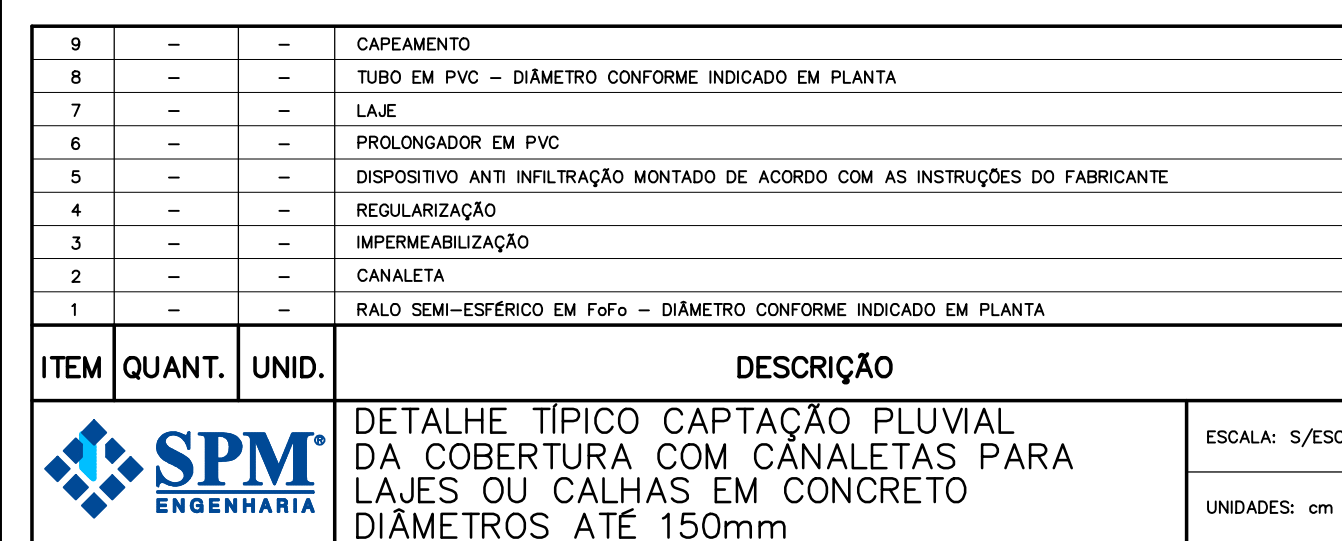 9 – – CAPEAMENTO
8 – – TUBO EM PVC – DIÂMETRO CONFORME INDICADO EM PLANTA
7 – – LAJE
6 – – PROLONGADOR EM PVC
5 – – DISPOSITIVO ANTI INFILTRAÇÃO MONTADO DE ACORDO COM AS INSTRUÇÕES DO FABRICANTE
4 – – REGULARIZAÇÃO
3 – – IMPERMEABILIZAÇÃO
2 – – CANALETA
1 – – RALO SEMI–ESFÉRICO EM FoFo – DIÂMETRO CONFORME INDICADO EM PLANTA
ITEM QUANT. UNID. DESCRIÇÃO
SPM®
ENGENHARIA
DETALHE TÍPICO CAPTAÇÃO PLUVIAL
DA COBERTURA COM CANALETAS PARA
LAJES OU CALHAS EM CONCRETO
DIÂMETROS ATÉ 150mm
ESCALA: S/ESC
UNIDADES: cm